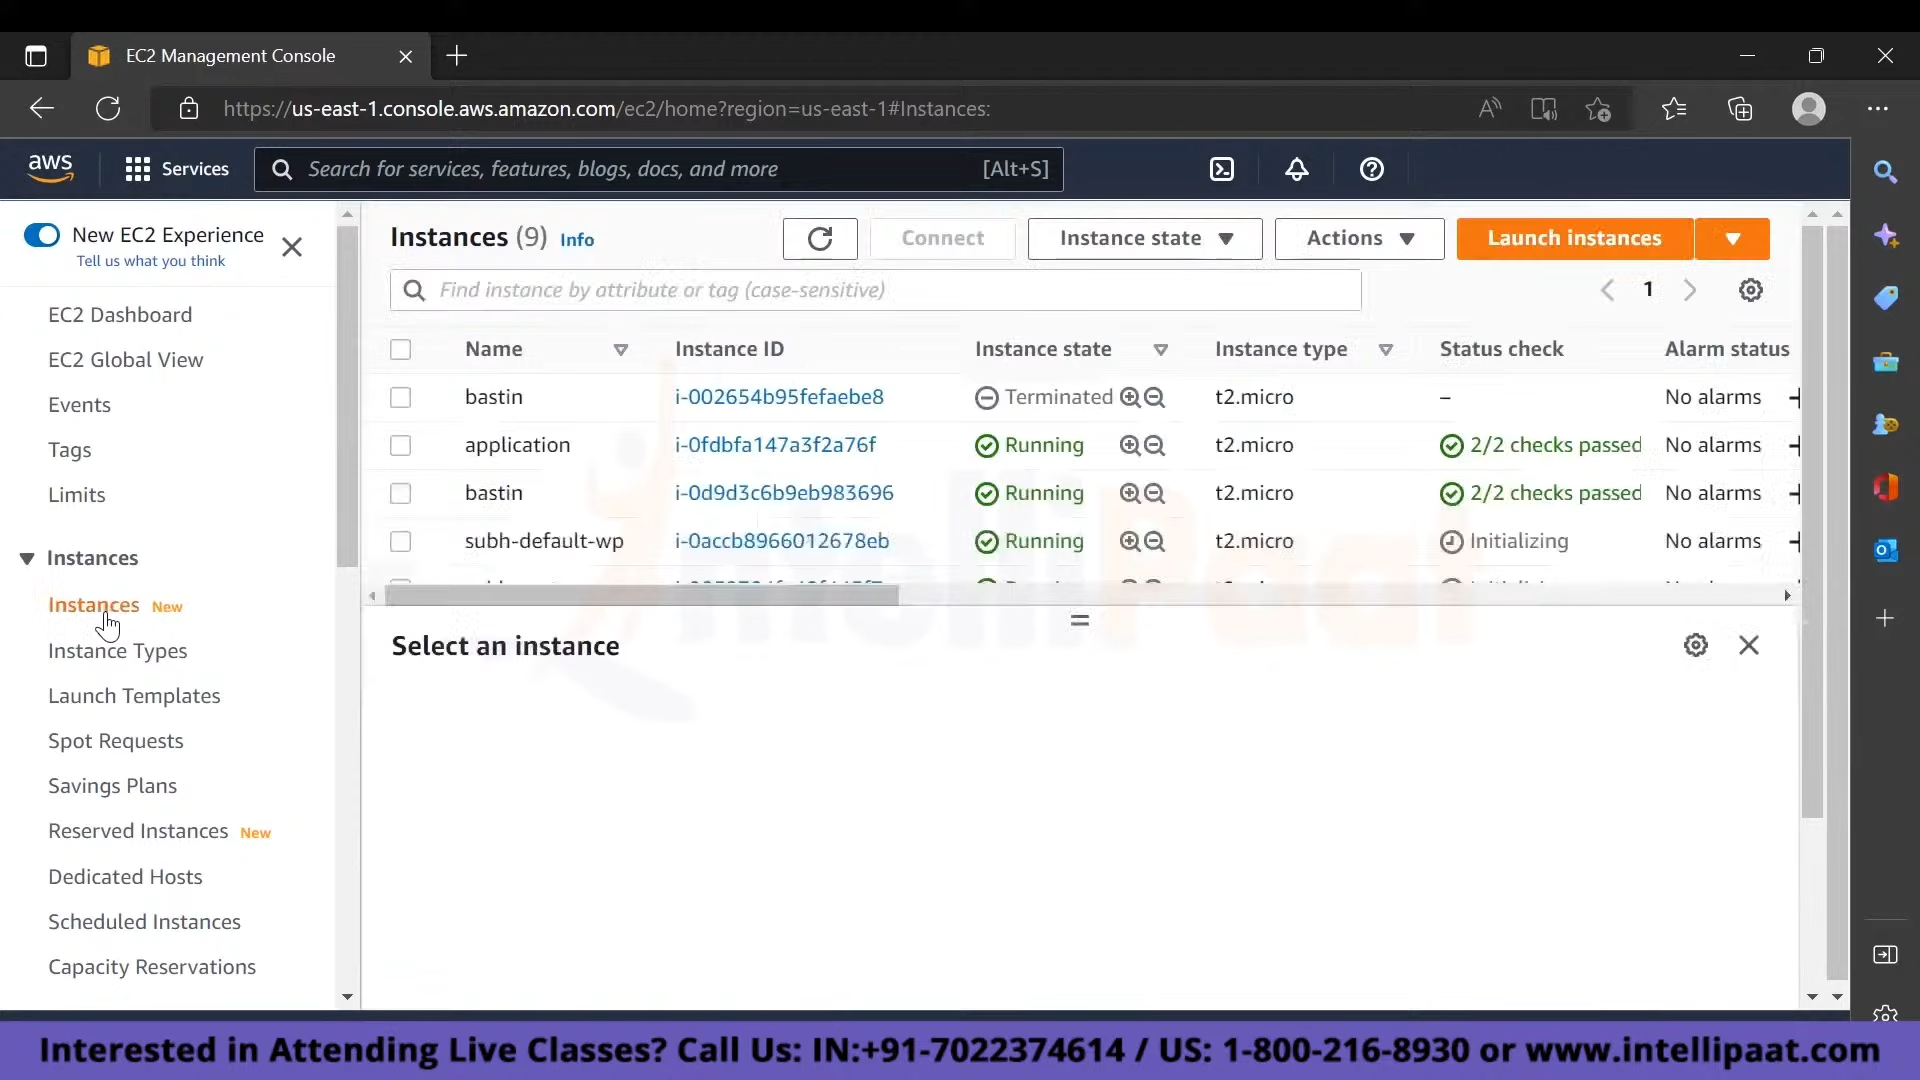 EC2 Management Console
https://us-east-1.console.aws.amazon.com/ec2/home?region=us-east-1#Instances:
aws
Services
Search for services, features, blogs, docs, and more
[Alt+S]
New EC2 Experience
Tell us what you think
EC2 Dashboard
EC2 Global View
Events
Tags
Limits
Instances
Instances New
Instance Types
Launch Templates
Spot Requests
Savings Plans
Reserved Instances New
Dedicated Hosts
Scheduled Instances
Capacity Reservations
Instances (9) Info
Connect
Instance state
Actions
Launch instances
Find instance by attribute or tag (case-sensitive)
1
Name Instance ID Instance state Instance type Status check Alarm status
bastin i-002654b95fefaebe8 Terminated t2.micro – No alarms
application i-0fdbfa147a3f2a76f Running t2.micro 2/2 checks passed No alarms
bastin i-0d9d3c6b9eb983696 Running t2.micro 2/2 checks passed No alarms
subh-default-wp i-0accb8966012678eb Running t2.micro Initializing No alarms
Select an instance
intelliPaat
Interested in Attending Live Classes? Call Us: IN:+91-7022374614 / US: 1-800-216-8930 or www.intellipaat.com